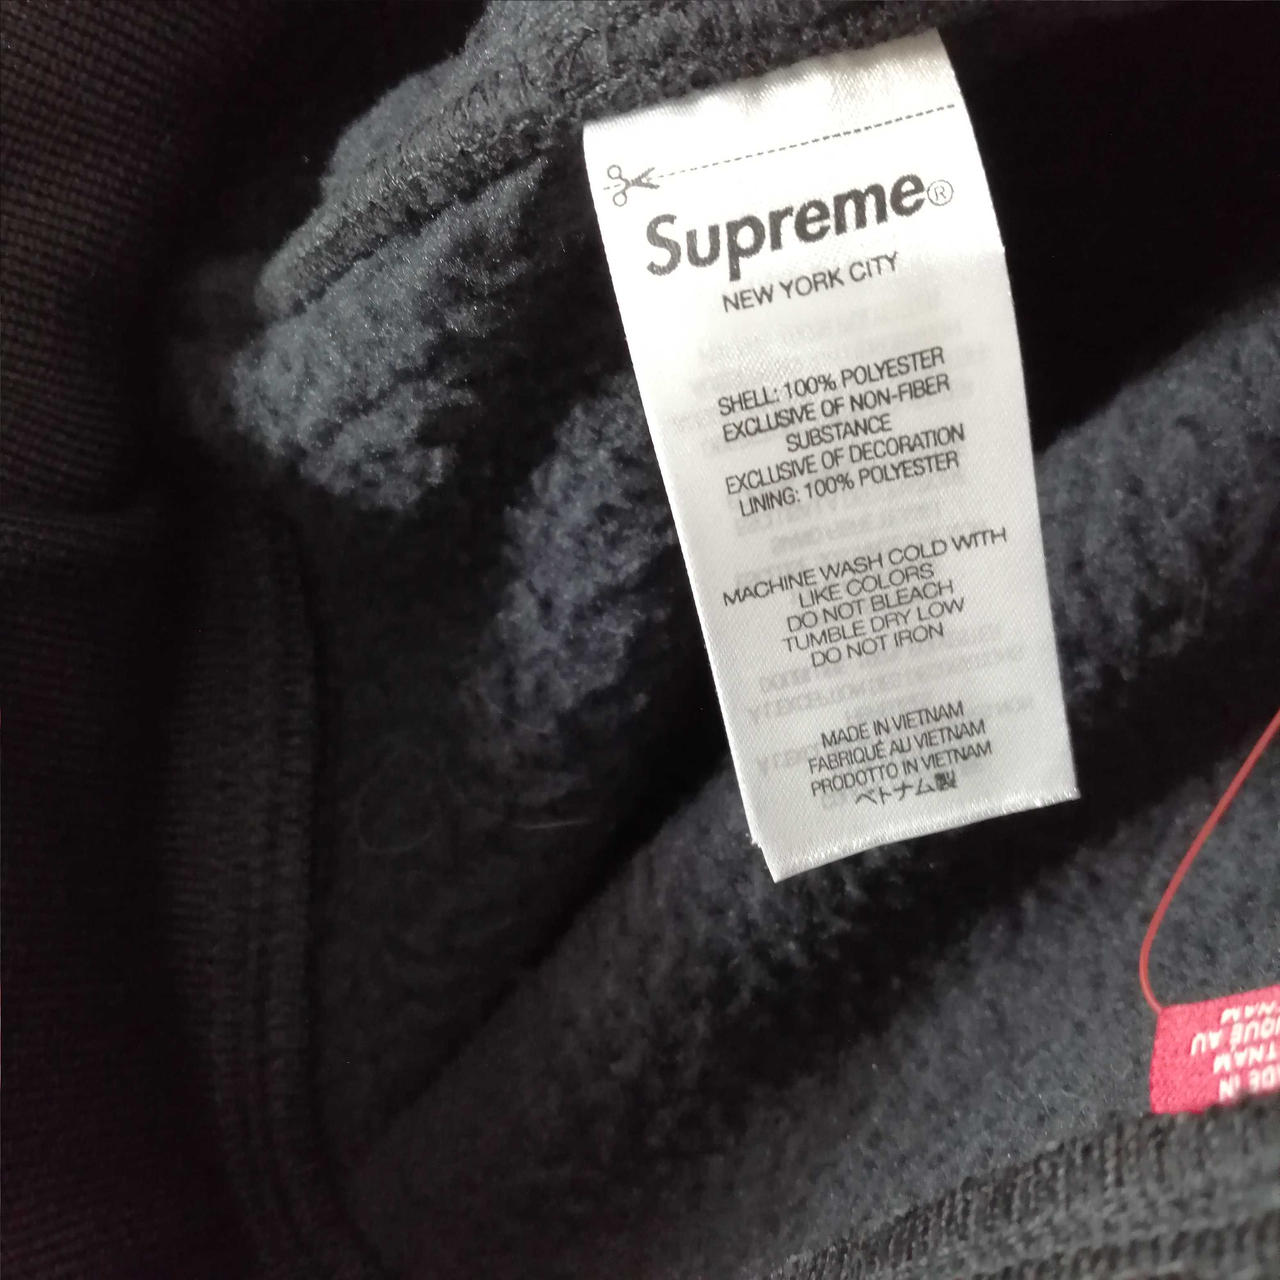 Supreme®
NEW YORK CITY
SHELL: 100% POLYESTER
EXCLUSIVE OF NON-FIBER
SUBSTANCE
EXCLUSIVE OF DECORATION
LINING: 100% POLYESTER
MACHINE WASH COLD WITH
LIKE COLORS
DO NOT BLEACH
TUMBLE DRY LOW
DO NOT IRON
MADE IN VIETNAM
FABRIQUÉ AU VIETNAM
PRODOTTO IN VIETNAM
ベトナム製
IN
AU